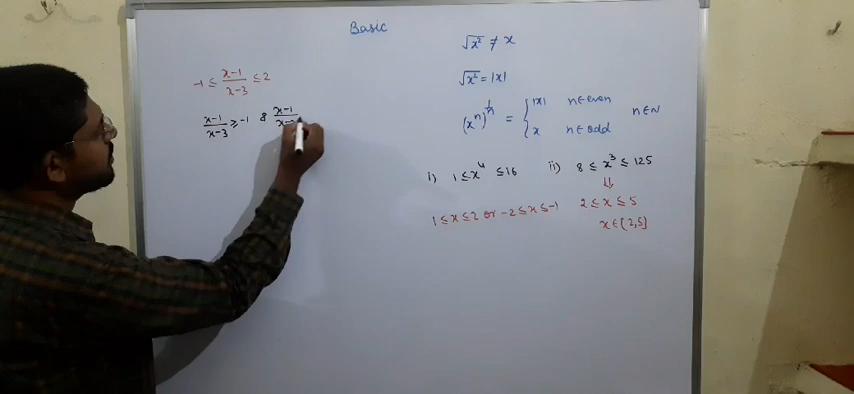 Basic
-1 ≤ (x-1)/(x-3) ≤ 2
(x-1)/(x-3) ≥ -1 & (x-1)/(x-
√x² ≠ x
√x² = |x|
(xⁿ)^(1/n) = { |x| n ∈ even
x n ∈ odd
n ∈ N
i) 1 ≤ x⁴ ≤ 16 ii) 8 ≤ x³ ≤ 125
⇓
1 ≤ x ≤ 2 or -2 ≤ x ≤ -1 2 ≤ x ≤ 5
x ∈ [2,5]